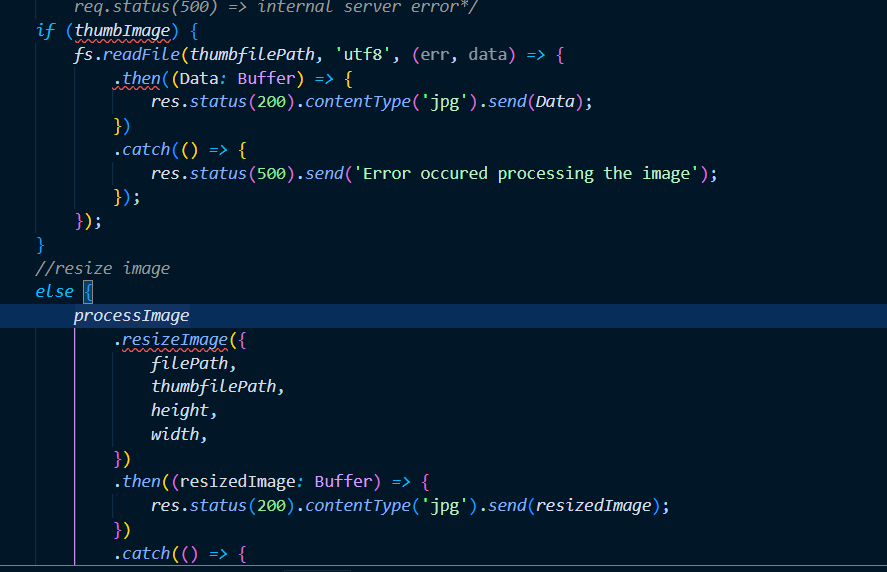 req.status(500) => internal server error*/
if (thumbImage) {
fs.readFile(thumbfilePath, 'utf8', (err, data) => {
.then((Data: Buffer) => {
res.status(200).contentType('jpg').send(Data);
})
.catch(() => {
res.status(500).send('Error occured processing the image');
});
});
}
//resize image
else {
processImage
.resizeImage({
filePath,
thumbfilePath,
height,
width,
})
.then((resizedImage: Buffer) => {
res.status(200).contentType('jpg').send(resizedImage);
})
.catch(() => {